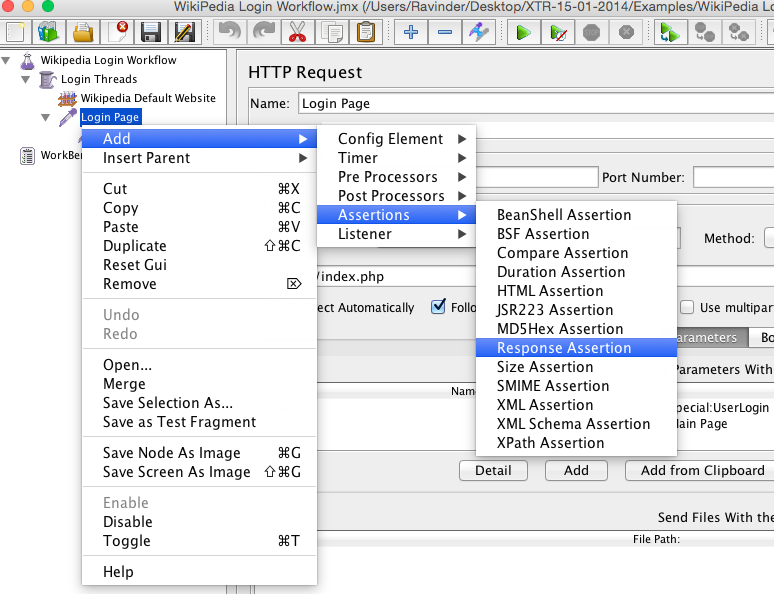 WikiPedia Login Workflow.jmx (/Users/Ravinder/Desktop/XTR-15-01-2014/Examples/WikiPedia Lo
Wikipedia Login Workflow
Login Threads
Wikipedia Default Website
Login Page
WorkBe
HTTP Request
Name: Login Page
Port Number:
Method:
/index.php
ect Automatically
Follo
Use multipar
arameters
Bo
Parameters With
Name
pecial:UserLogin
ain Page
Detail
Add
Add from Clipboard
Send Files With the
File Path:
Add
Insert Parent
Cut ⌘X
Copy ⌘C
Paste ⌘V
Duplicate ⇧⌘C
Reset Gui
Remove ⌦
Undo
Redo
Open...
Merge
Save Selection As...
Save as Test Fragment
Save Node As Image ⌘G
Save Screen As Image ⇧⌘G
Enable
Disable
Toggle ⌘T
Help
Config Element
Timer
Pre Processors
Post Processors
Assertions
Listener
BeanShell Assertion
BSF Assertion
Compare Assertion
Duration Assertion
HTML Assertion
JSR223 Assertion
MD5Hex Assertion
Response Assertion
Size Assertion
SMIME Assertion
XML Assertion
XML Schema Assertion
XPath Assertion